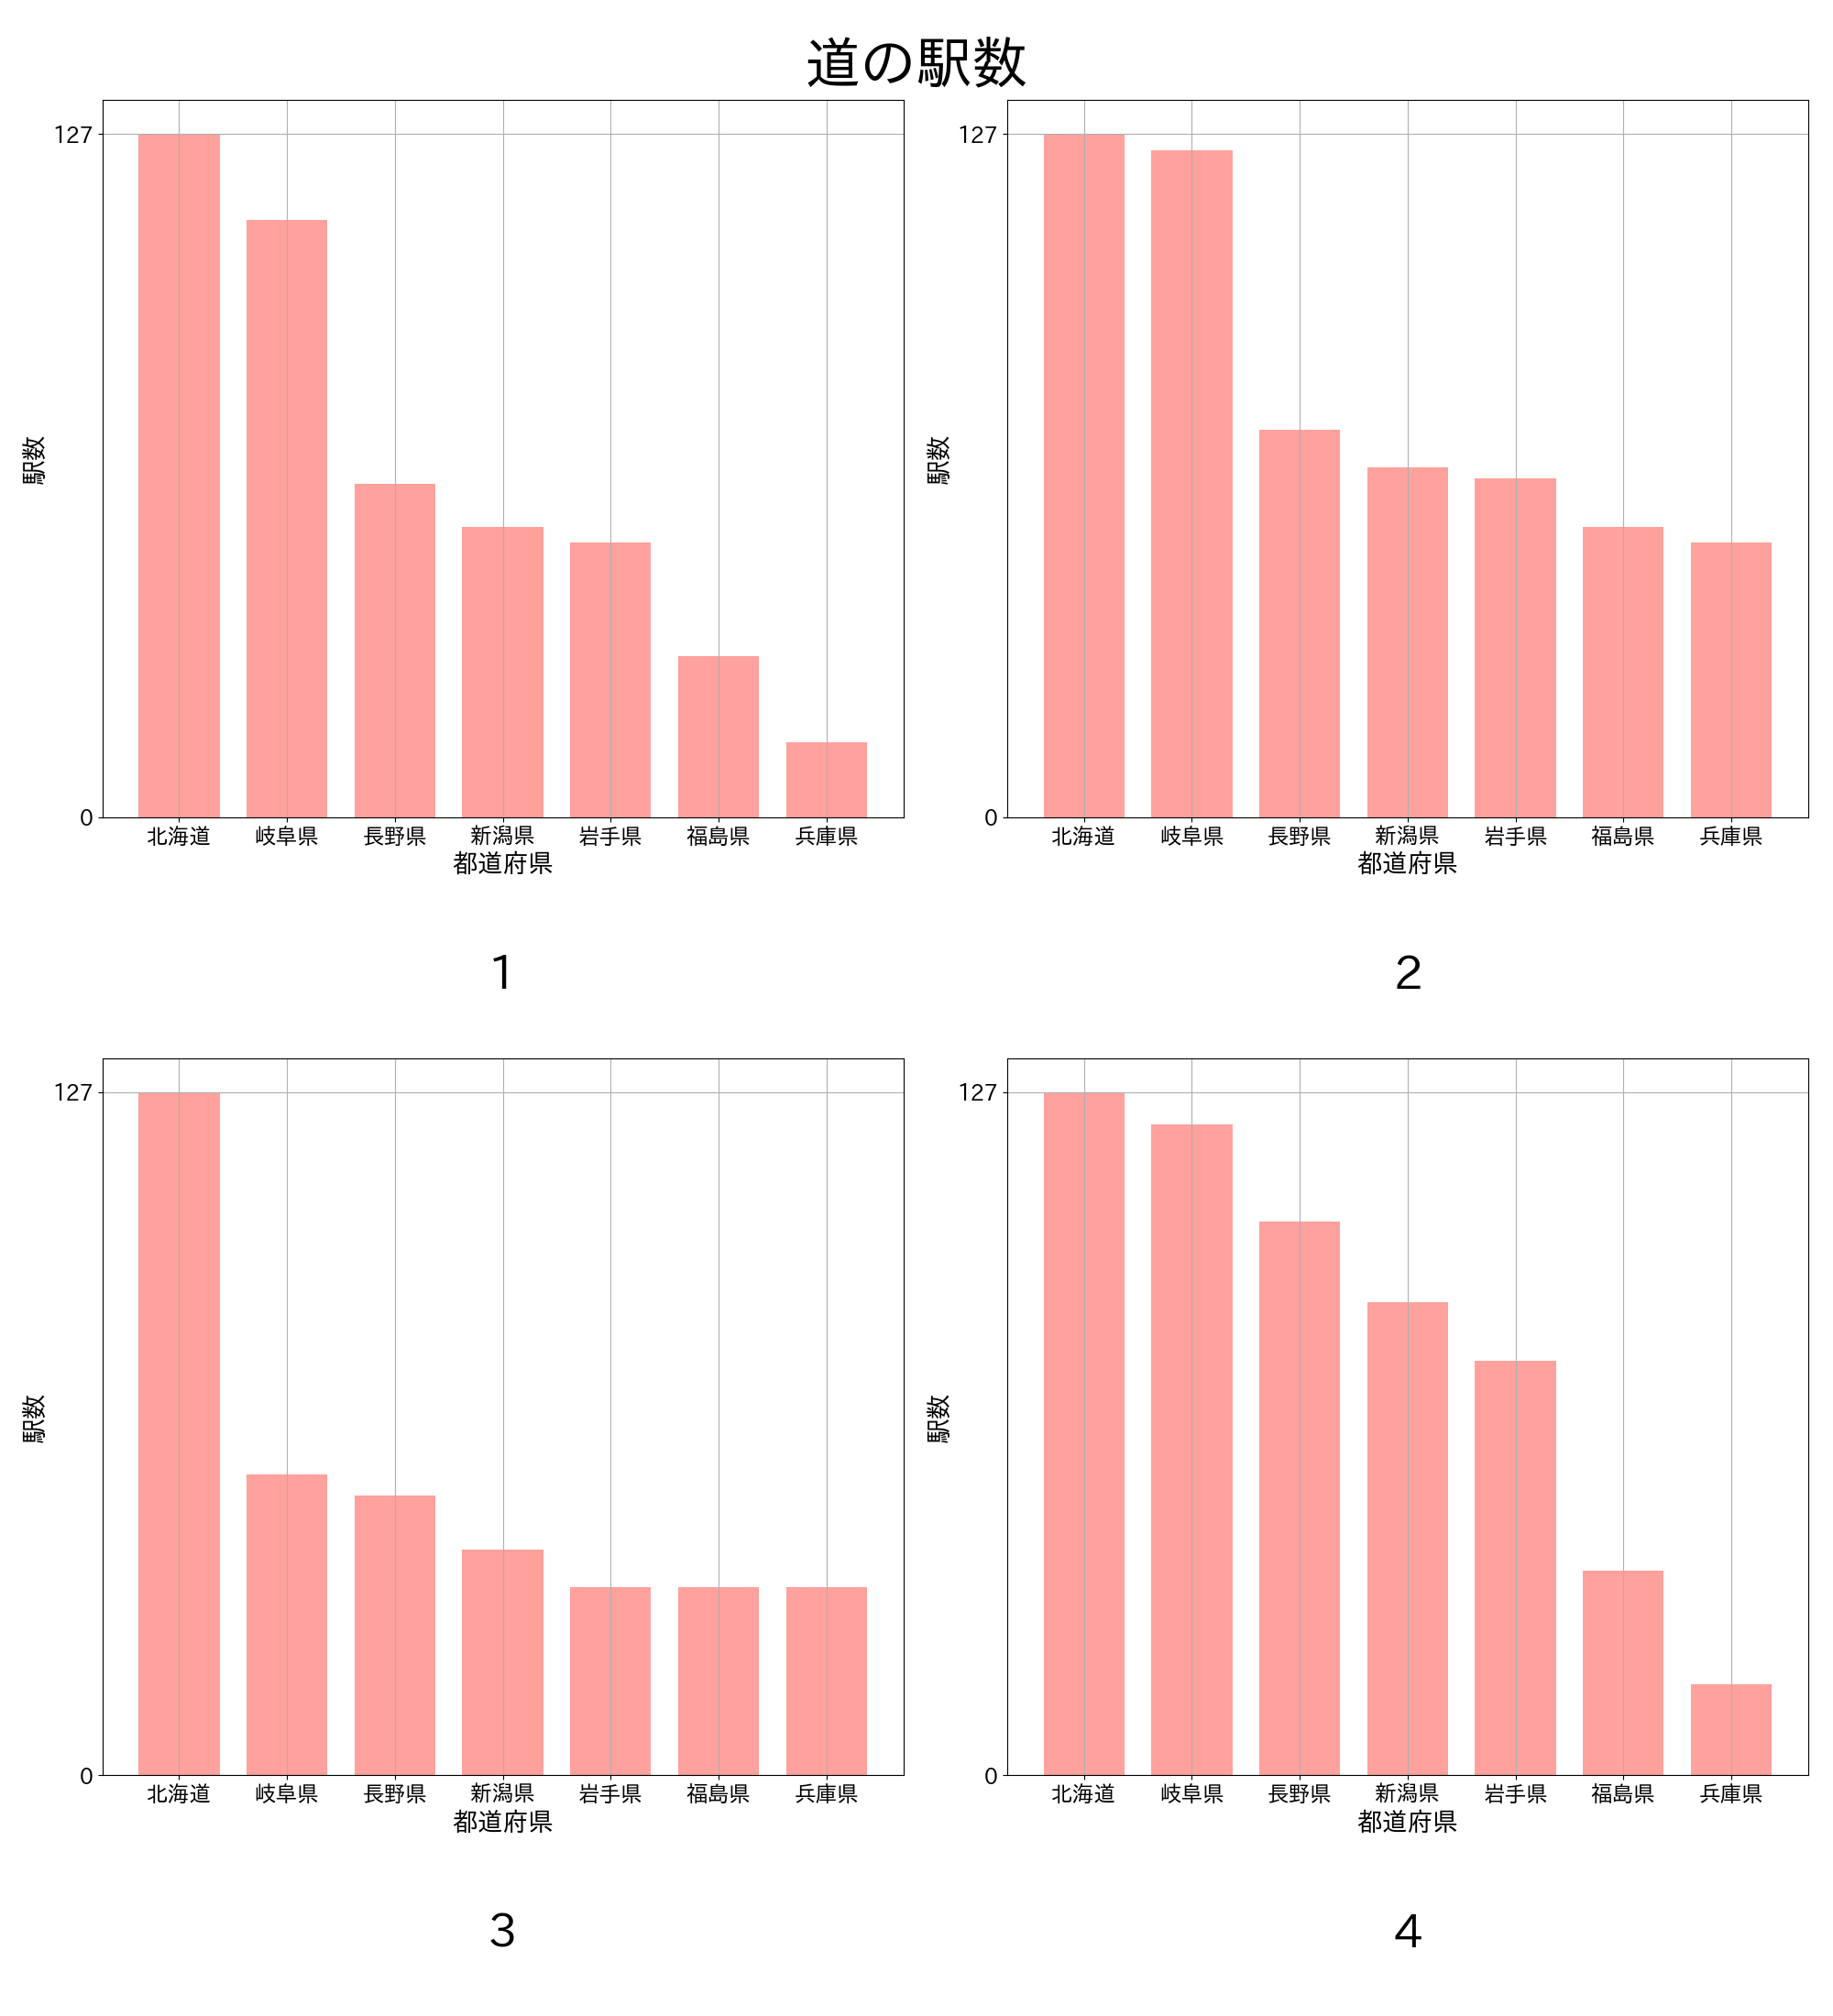 道の駅数
127
0
駅数
北海道 岐阜県 長野県 新潟県 岩手県 福島県 兵庫県
都道府県
1
127
0
駅数
北海道 岐阜県 長野県 新潟県 岩手県 福島県 兵庫県
都道府県
2
127
0
駅数
北海道 岐阜県 長野県 新潟県 岩手県 福島県 兵庫県
都道府県
3
127
0
駅数
北海道 岐阜県 長野県 新潟県 岩手県 福島県 兵庫県
都道府県
4